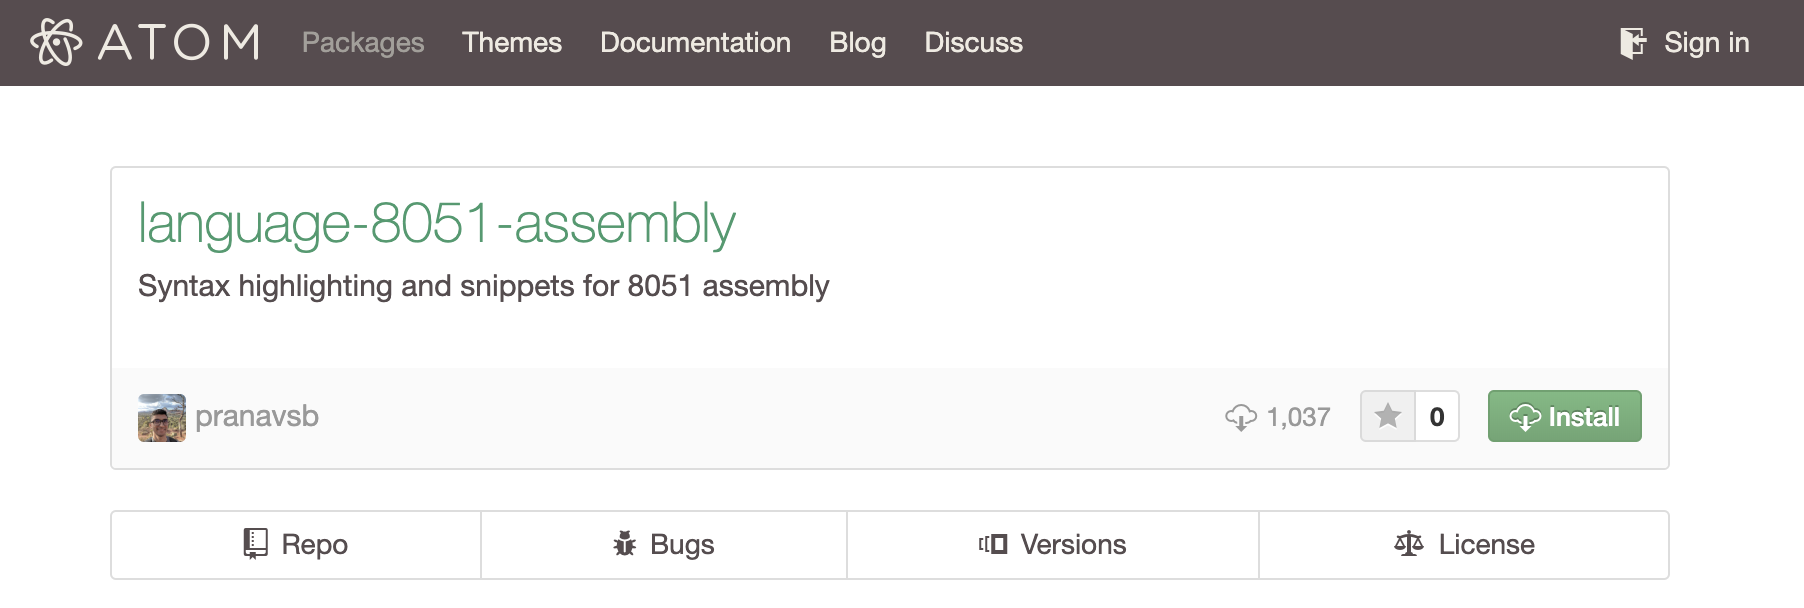 ATOM Packages Themes Documentation Blog Discuss Sign in
language-8051-assembly
Syntax highlighting and snippets for 8051 assembly
pranavsb 1,037 0 Install
Repo Bugs Versions License